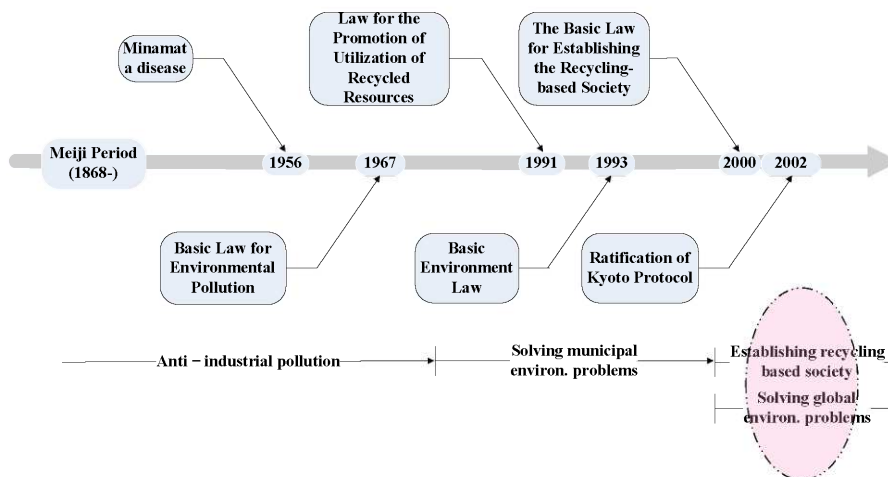 Minamat
a disease
Law for the
Promotion of
Utilization of
Recycled
Resources
The Basic Law
for Establishing
the Recycling-
based Society
Meiji Period
(1868-)
1956
1967
1991
1993
2000
2002
Basic Law for
Environmental
Pollution
Basic
Environment
Law
Ratification of
Kyoto Protocol
Anti – industrial pollution
Solving municipal
environ. problems
Establishing recycling
based society
Solving global
environ. problems